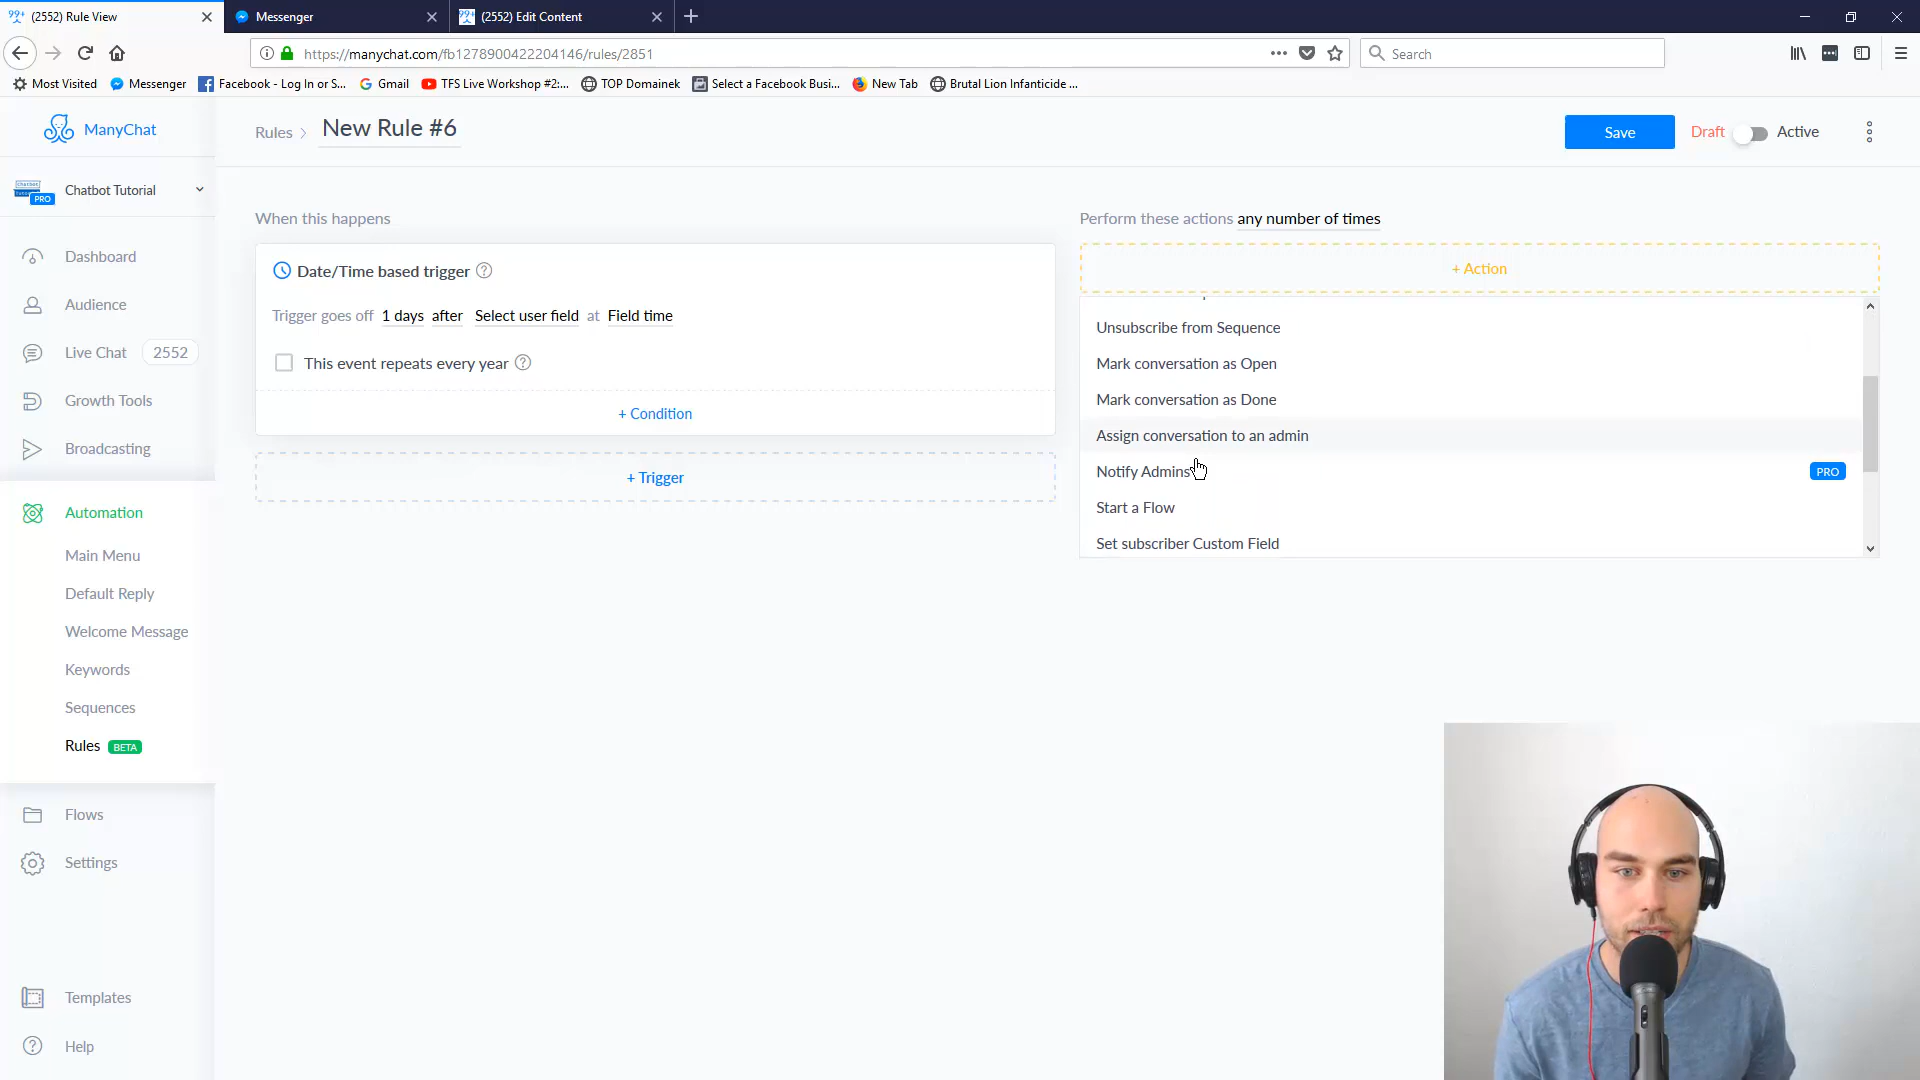 (2552) Rule View
Messenger
(2552) Edit Content
https://manychat.com/fb1278900422204146/rules/2851
Search
Most Visited
Messenger
Facebook - Log In or S...
Gmail
TFS Live Workshop #2:...
TOP Domainek
Select a Facebook Busi...
New Tab
Brutal Lion Infanticide ...
ManyChat
Rules
New Rule #6
Save
Draft
Active
PRO
Chatbot Tutorial
When this happens
Perform these actions any number of times
Dashboard
Audience
Live Chat 2552
Growth Tools
Broadcasting
Automation
Main Menu
Default Reply
Welcome Message
Keywords
Sequences
Rules BETA
Flows
Settings
Templates
Help
Date/Time based trigger
Trigger goes off 1 days after Select user field at Field time
This event repeats every year
+ Condition
+ Trigger
+ Action
Unsubscribe from Sequence
Mark conversation as Open
Mark conversation as Done
Assign conversation to an admin
Notify Admins PRO
Start a Flow
Set subscriber Custom Field